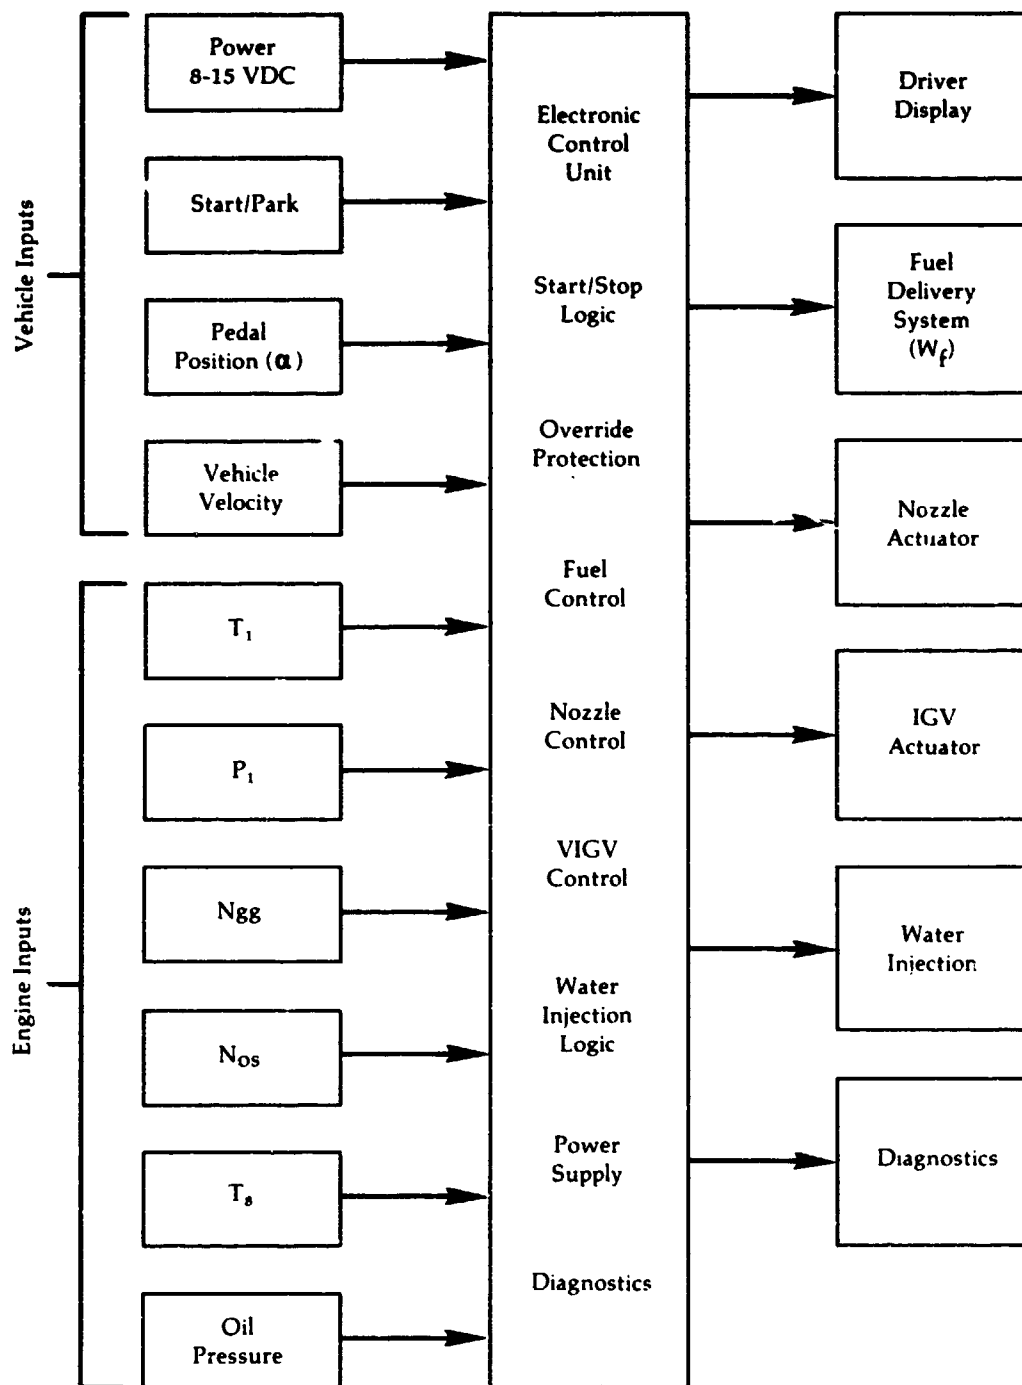 Vehicle Inputs
Power
8-15 VDC
Start/Park
Pedal
Position (α)
Vehicle
Velocity
Engine Inputs
T₁
P₁
Ngg
N_OS
T₈
Oil
Pressure
Electronic
Control
Unit
Start/Stop
Logic
Override
Protection
Fuel
Control
Nozzle
Control
VIGV
Control
Water
Injection
Logic
Power
Supply
Diagnostics
Driver
Display
Fuel
Delivery
System
(W_f)
Nozzle
Actuator
IGV
Actuator
Water
Injection
Diagnostics